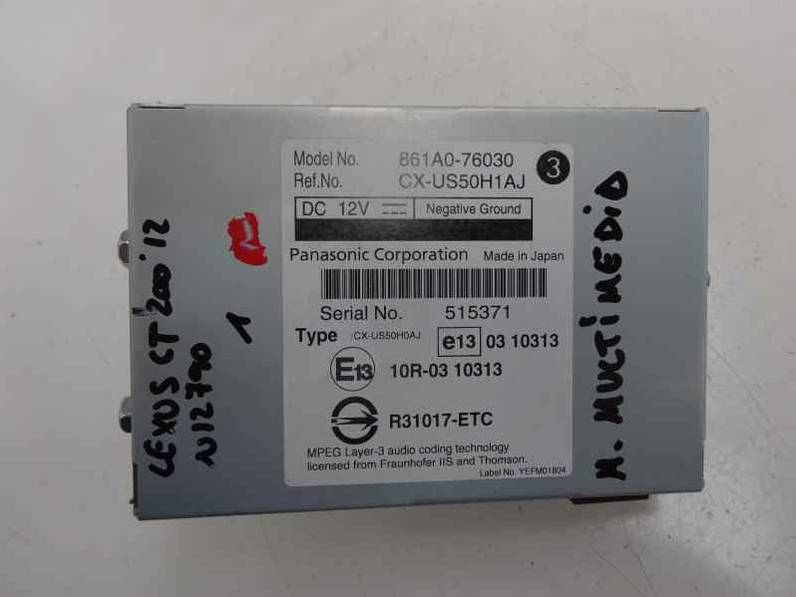 Model No. 861A0-76030
Ref.No. CX-US50H1AJ
3
DC 12V
Negative Ground
Panasonic Corporation Made in Japan
Serial No. 515371
Type CX-US50H0AJ e13 03 10313
E13 10R-03 10313
R31017-ETC
MPEG Layer-3 audio coding technology
licensed from Fraunhofer IIS and Thomson.
Label No. YEFM01804
LEXUS CT 200 '12
N12790
1
M. MULTIMEDIA